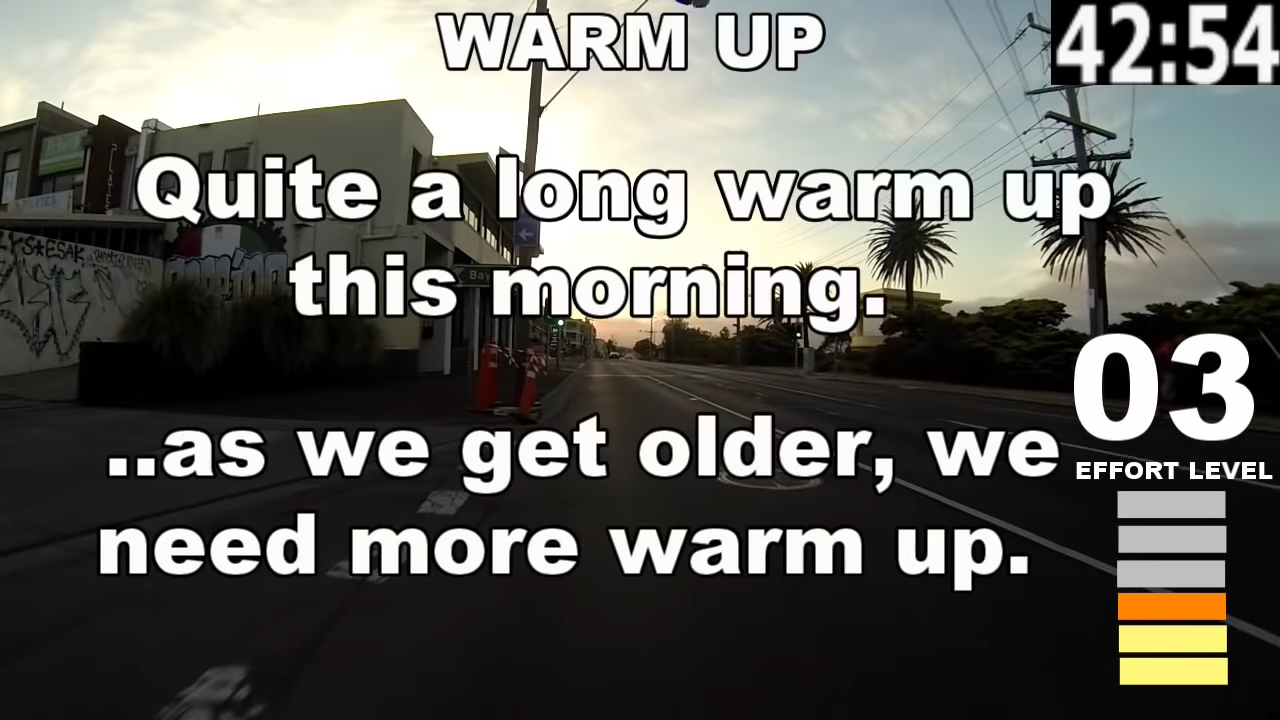 WARM UP
42:54
Quite a long warm up
this morning.
Bay
03
..as we get older, we
EFFORT LEVEL
need more warm up.